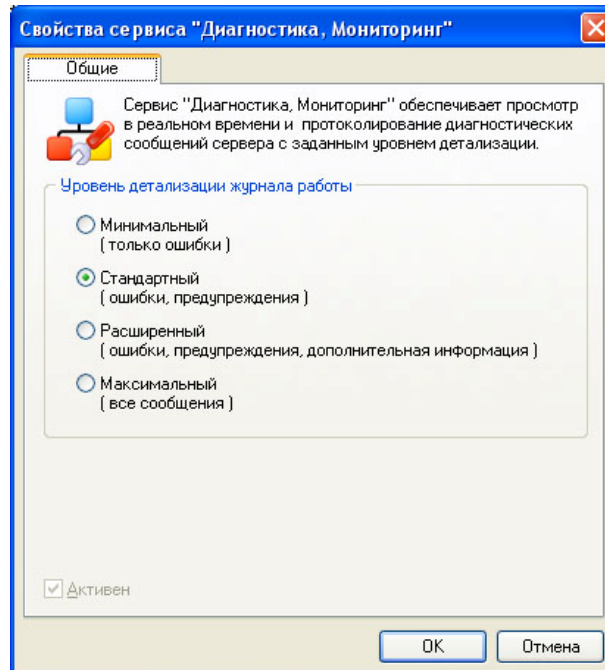 Свойства сервиса "Диагностика, Мониторинг"
Общие
Сервис "Диагностика, Мониторинг" обеспечивает просмотр
в реальном времени и протоколирование диагностических
сообщений сервера с заданным уровнем детализации.
Уровень детализации журнала работы
Минимальный
( только ошибки )
Стандартный
( ошибки, предупреждения )
Расширенный
( ошибки, предупреждения, дополнительная информация )
Максимальный
( все сообщения )
Активен
OK
Отмена